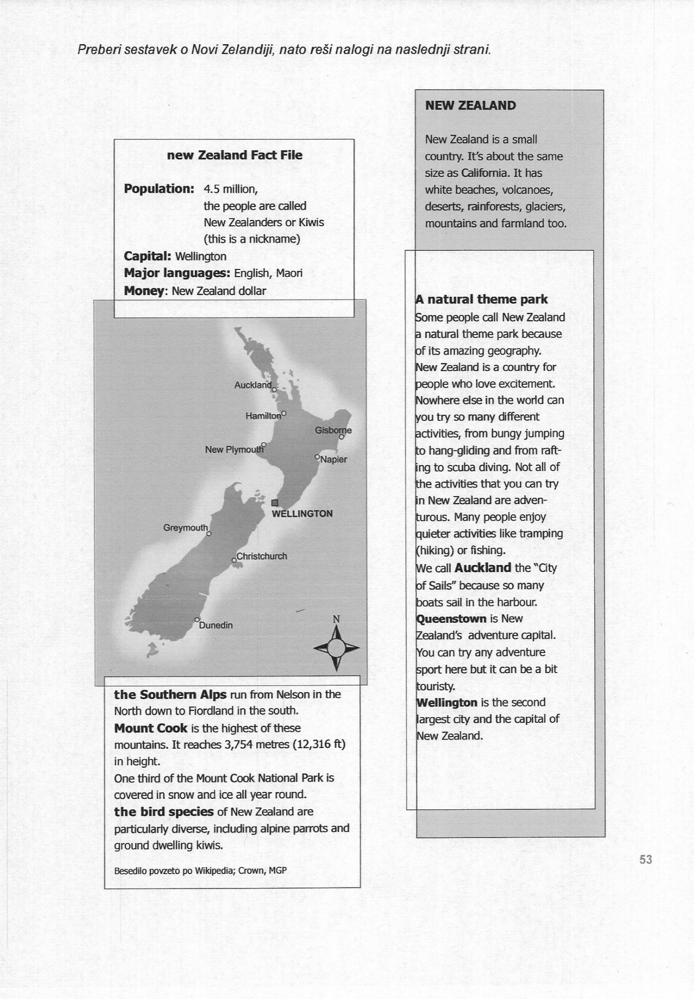 Preberi sestavek o Novi Zelandiji, nato reši nalogi na naslednji strani.
new Zealand Fact File
Population: 4.5 million,
the people are called
New Zealanders or Kiwis
(this is a nickname)
Capital: Wellington
Major languages: English, Maori
Money: New Zealand dollar
Auckland
Hamilton
Gisborne
New Plymouth
Napier
WELLINGTON
Greymouth
Christchurch
Dunedin
N
the Southern Alps run from Nelson in the
North down to Fiordland in the south.
Mount Cook is the highest of these
mountains. It reaches 3,754 metres (12,316 ft)
in height.
One third of the Mount Cook National Park is
covered in snow and ice all year round.
the bird species of New Zealand are
particularly diverse, including alpine parrots and
ground dwelling kiwis.
Besedilo povzeto po Wikipedia; Crown, MGP
NEW ZEALAND
New Zealand is a small
country. It's about the same
size as California. It has
white beaches, volcanoes,
deserts, rainforests, glaciers,
mountains and farmland too.
A natural theme park
Some people call New Zealand
a natural theme park because
of its amazing geography.
New Zealand is a country for
people who love excitement.
Nowhere else in the world can
you try so many different
activities, from bungy jumping
to hang-gliding and from raft-
ing to scuba diving. Not all of
the activities that you can try
in New Zealand are adven-
turous. Many people enjoy
quieter activities like tramping
(hiking) or fishing.
We call Auckland the "City
of Sails" because so many
boats sail in the harbour.
Queenstown is New
Zealand's adventure capital.
You can try any adventure
sport here but it can be a bit
touristy.
Wellington is the second
largest city and the capital of
New Zealand.
53